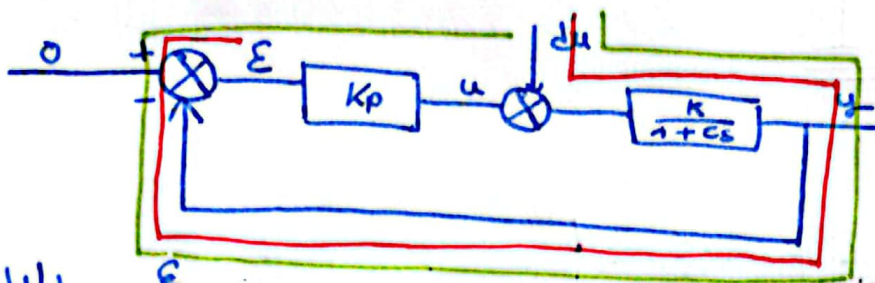 0 + ε Kp u du K/1+Cs y
-
ε